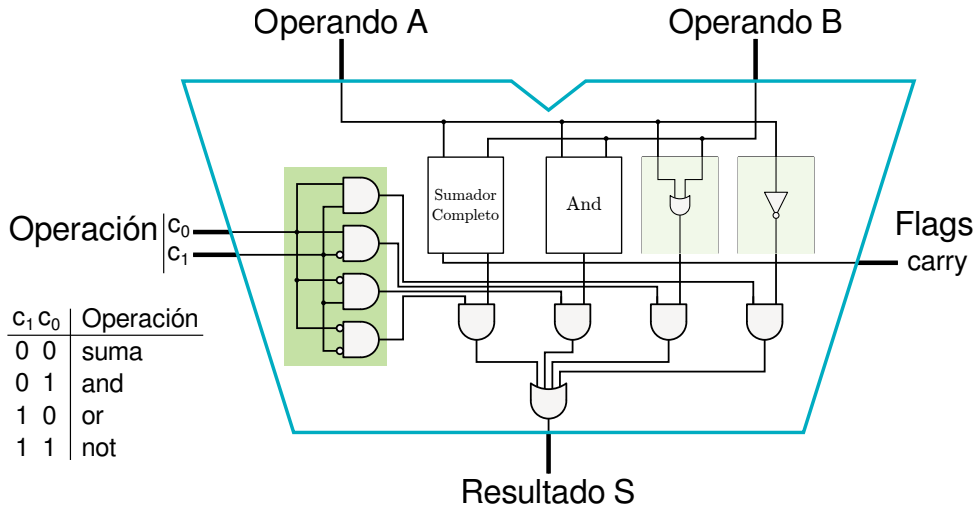 Operando A
Operando B
Sumador
Completo
And
Operación
c0
c1
Flags
carry
c1 c0 Operación
0 0 suma
0 1 and
1 0 or
1 1 not
Resultado S